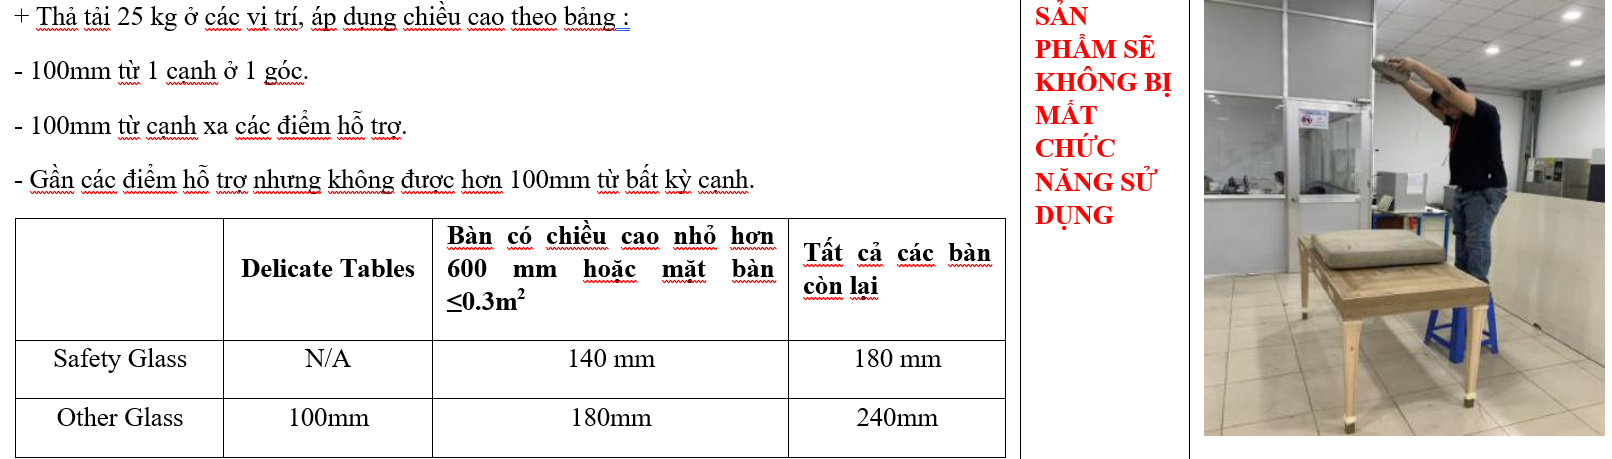 + Thả tải 25 kg ở các vị trí, áp dụng chiều cao theo bảng :
- 100mm từ 1 cạnh ở 1 góc.
- 100mm từ cạnh xa các điểm hỗ trợ.
- Gần các điểm hỗ trợ nhưng không được hơn 100mm từ bất kỳ cạnh.
Delicate Tables
Bàn có chiều cao nhỏ hơn
600 mm hoặc mặt bàn
≤0.3m²
Tất cả các bàn
còn lại
Safety Glass N/A 140 mm 180 mm
Other Glass 100mm 180mm 240mm
SẢN
PHẨM SẼ
KHÔNG BỊ
MẤT
CHỨC
NĂNG SỬ
DỤNG